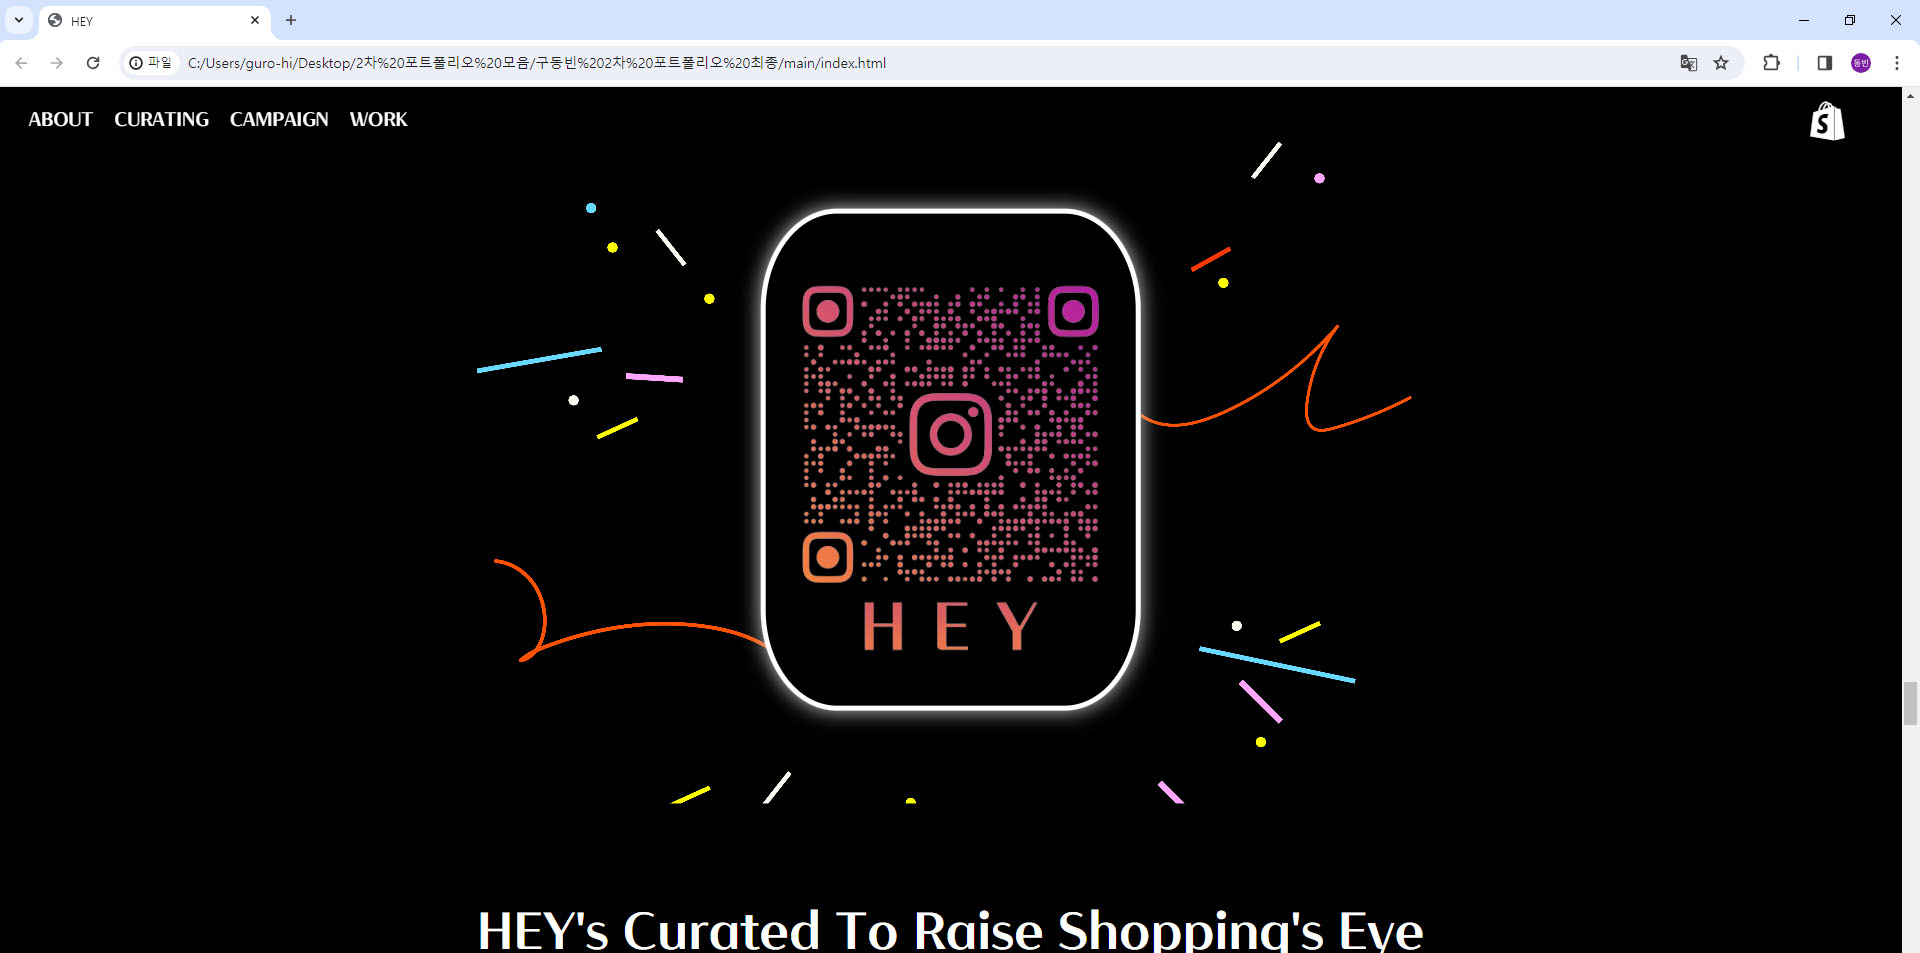 HEY
파일
C:/Users/guro-hi/Desktop/2차%20포트폴리오%20모음/구동빈%202차%20포트폴리오%20최종/main/index.html
동빈
ABOUT CURATING CAMPAIGN WORK
S
HEY
HEY's Curated To Raise Shopping's Eye